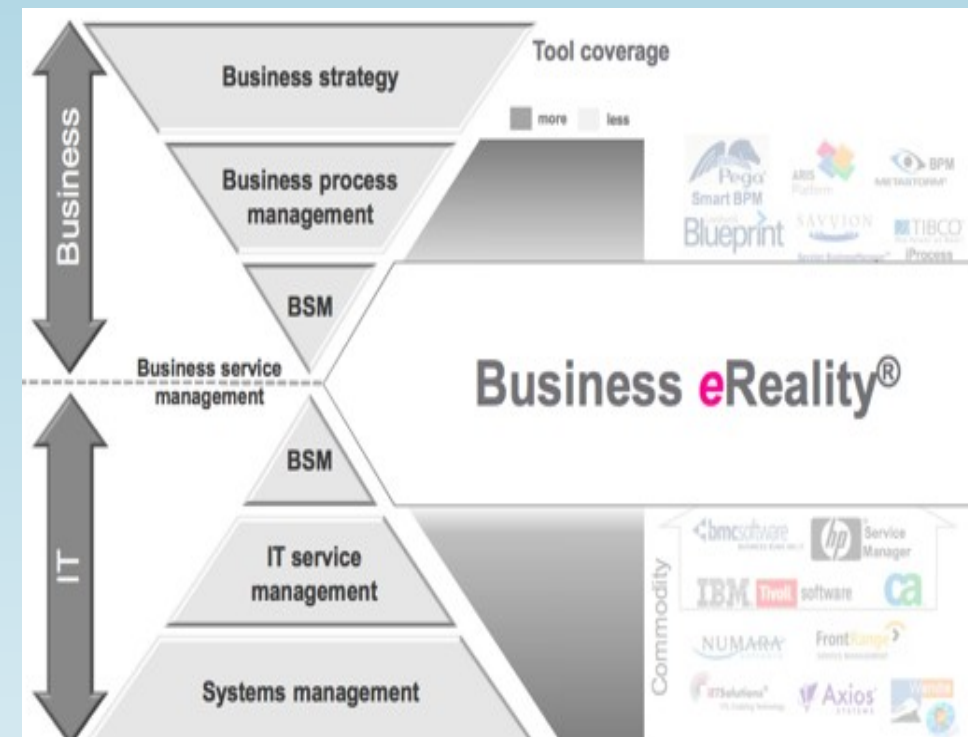 Business strategy
Tool coverage
more
less
Business process
management
BSM
Business
Business service
management
BSM
IT service
management
Systems management
IT
Pega
Smart BPM
Blueprint
ARIS
Platform
BPM
METASTORM
SAVVION
TIBCO
iProcess
Business eReality®
Commodity
bmcsoftware
hp
Service
Manager
IBM Tivoli software
ca
NUMARA
FrontRange
Axios
SYSTEMS